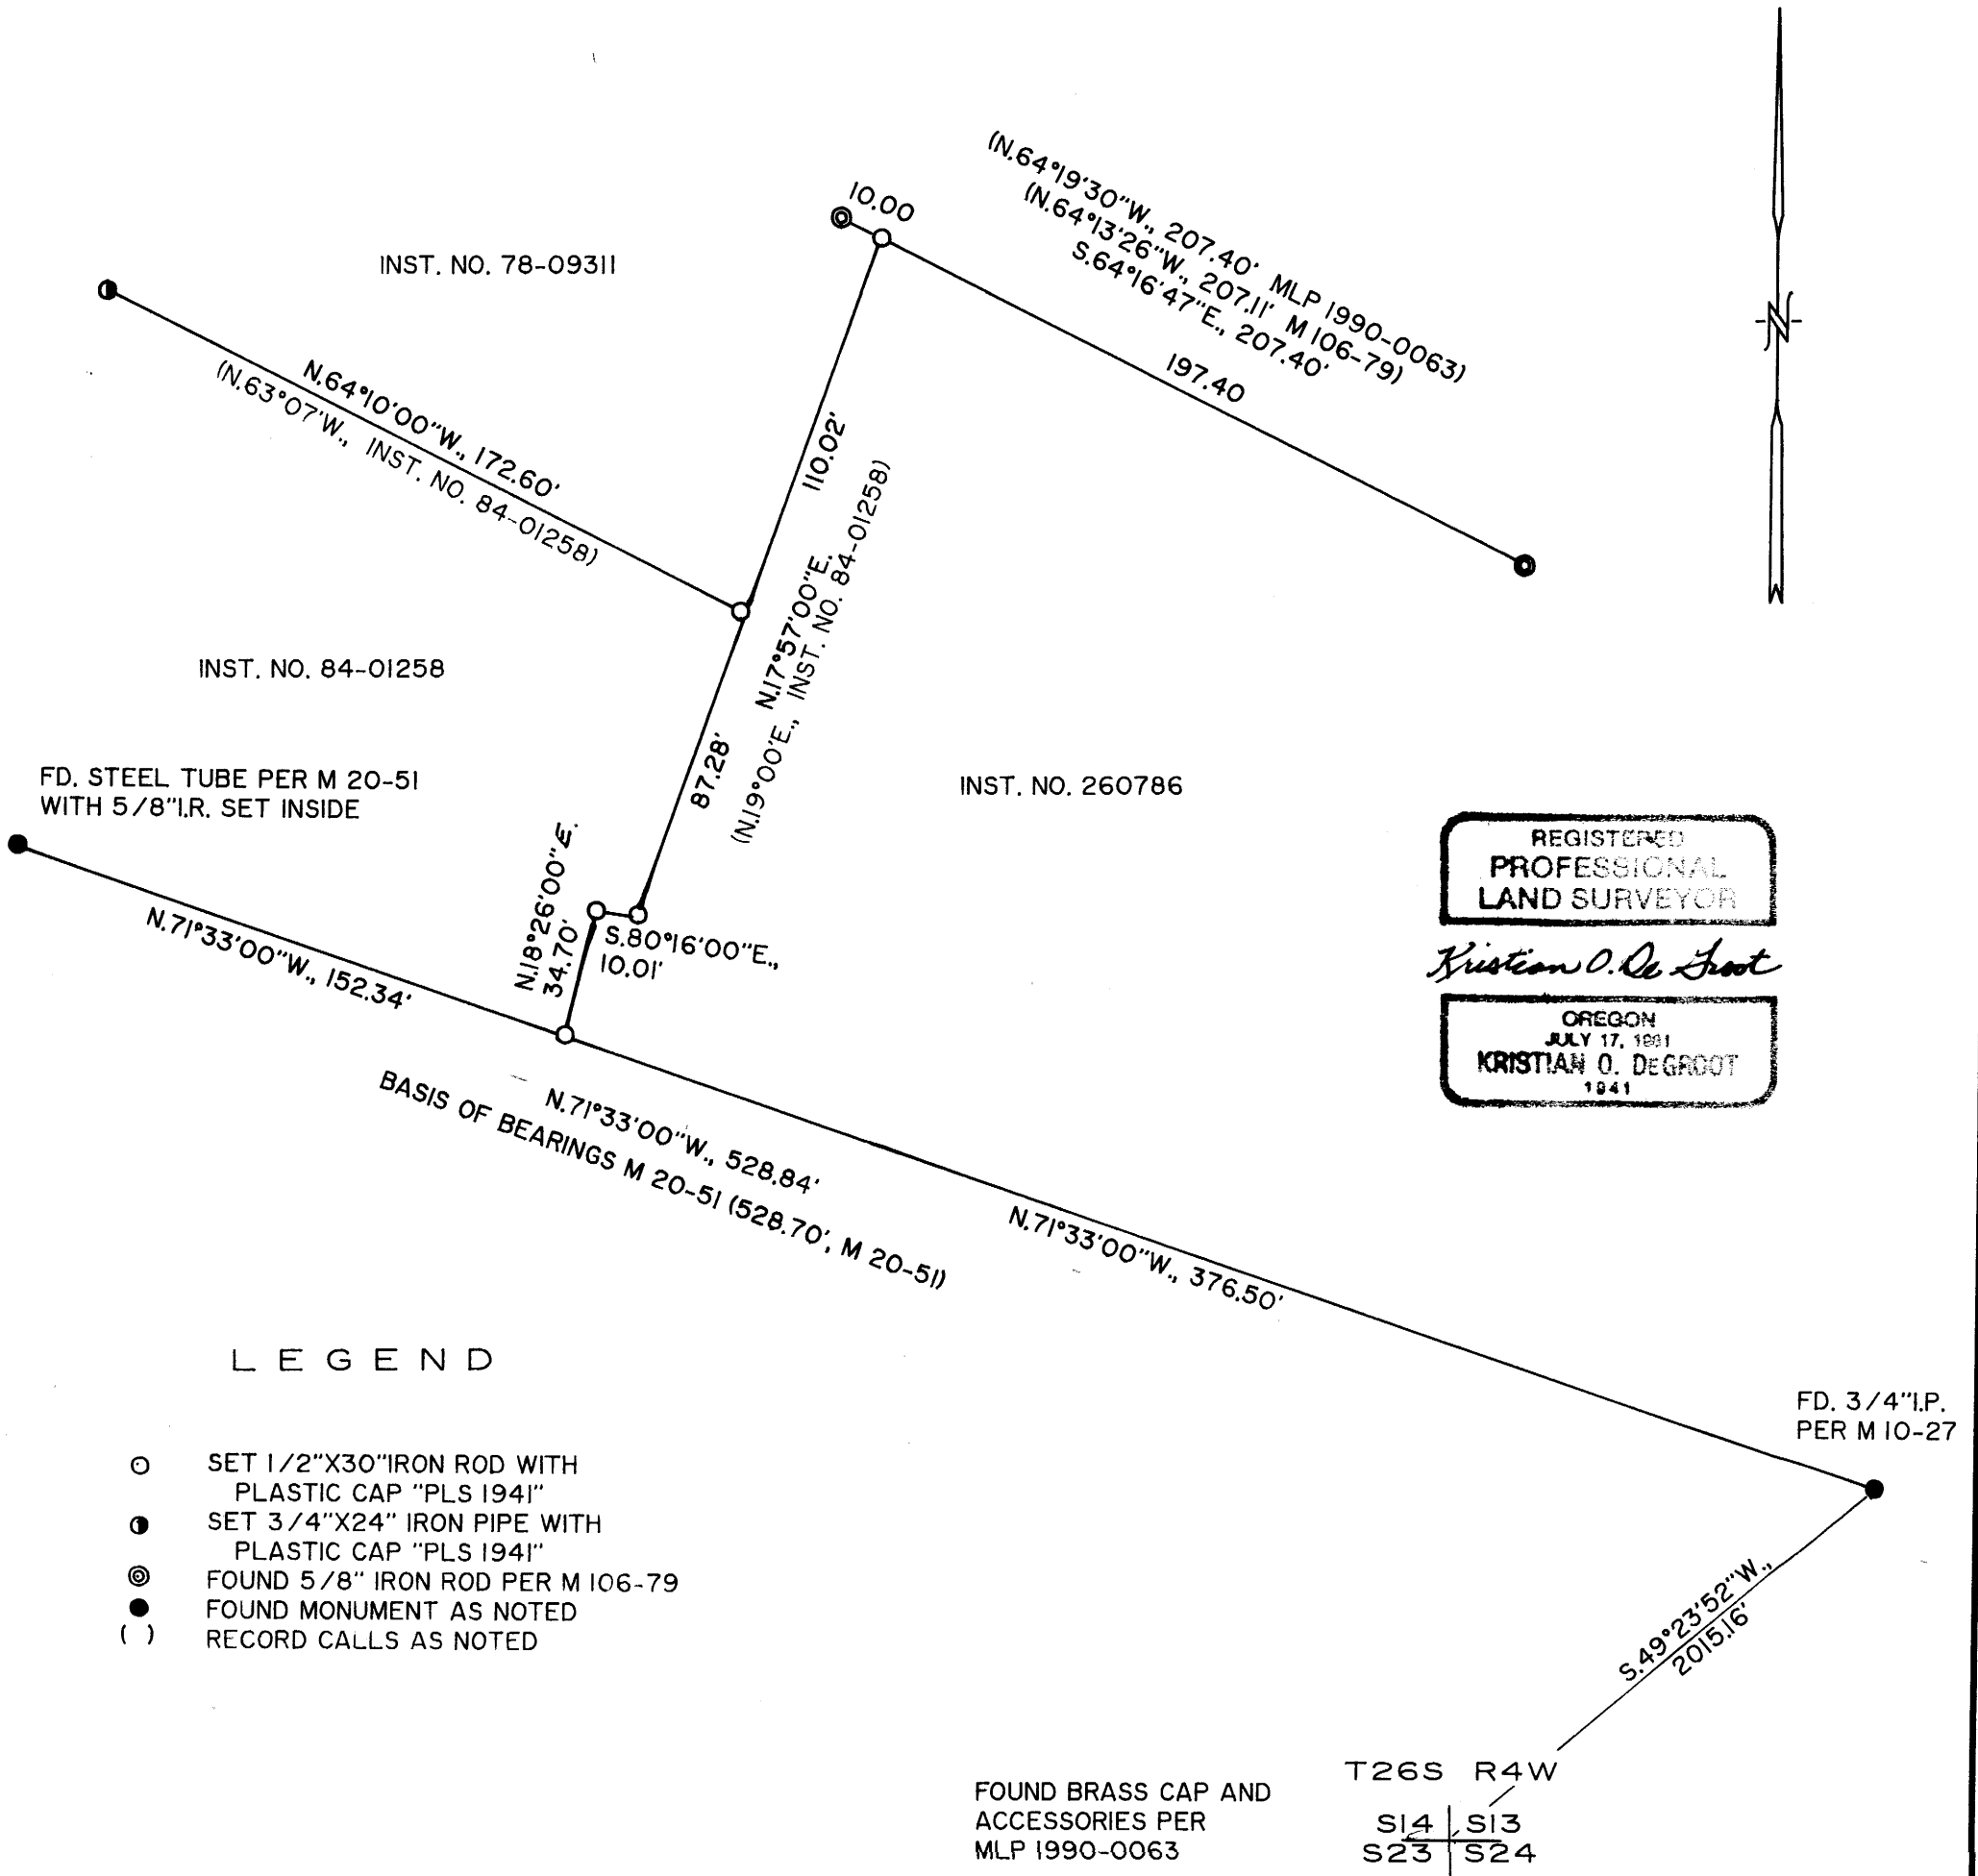 (N.64°19'30"W., 207.40' MLP 1990-0063)
(N.64°13'26"W., 207.11' M 106-79)
S.64°16'47"E., 207.40'
10.00
197.40
N
INST. NO. 78-09311
N.64°10'00"W., 172.60'
(N.63°07'W., INST. NO. 84-01258)
110.02'
N.17°57'00"E.
(N.19°00'E., INST. NO. 84-01258)
87.28'
INST. NO. 84-01258
INST. NO. 260786
FD. STEEL TUBE PER M 20-51
WITH 5/8" I.R. SET INSIDE
N.18°26'00"E.
34.70'
S.80°16'00"E.,
10.01'
N.71°33'00"W., 152.34'
REGISTERED
PROFESSIONAL
LAND SURVEYOR
Kristian O. De Groot
OREGON
JULY 17, 1981
KRISTIAN O. DEGROOT
1941
N.71°33'00"W., 528.84'
BASIS OF BEARINGS M 20-51 (528.70', M 20-51)
N.71°33'00"W., 376.50'
FD. 3/4" I.P.
PER M 10-27
S.49°23'52"W.,
2015.16'
LEGEND
SET 1/2"X30" IRON ROD WITH
PLASTIC CAP "PLS 1941"
SET 3/4"X24" IRON PIPE WITH
PLASTIC CAP "PLS 1941"
FOUND 5/8" IRON ROD PER M 106-79
FOUND MONUMENT AS NOTED
( ) RECORD CALLS AS NOTED
FOUND BRASS CAP AND
ACCESSORIES PER
MLP 1990-0063
T26S R4W
S14 S13
S23 S24